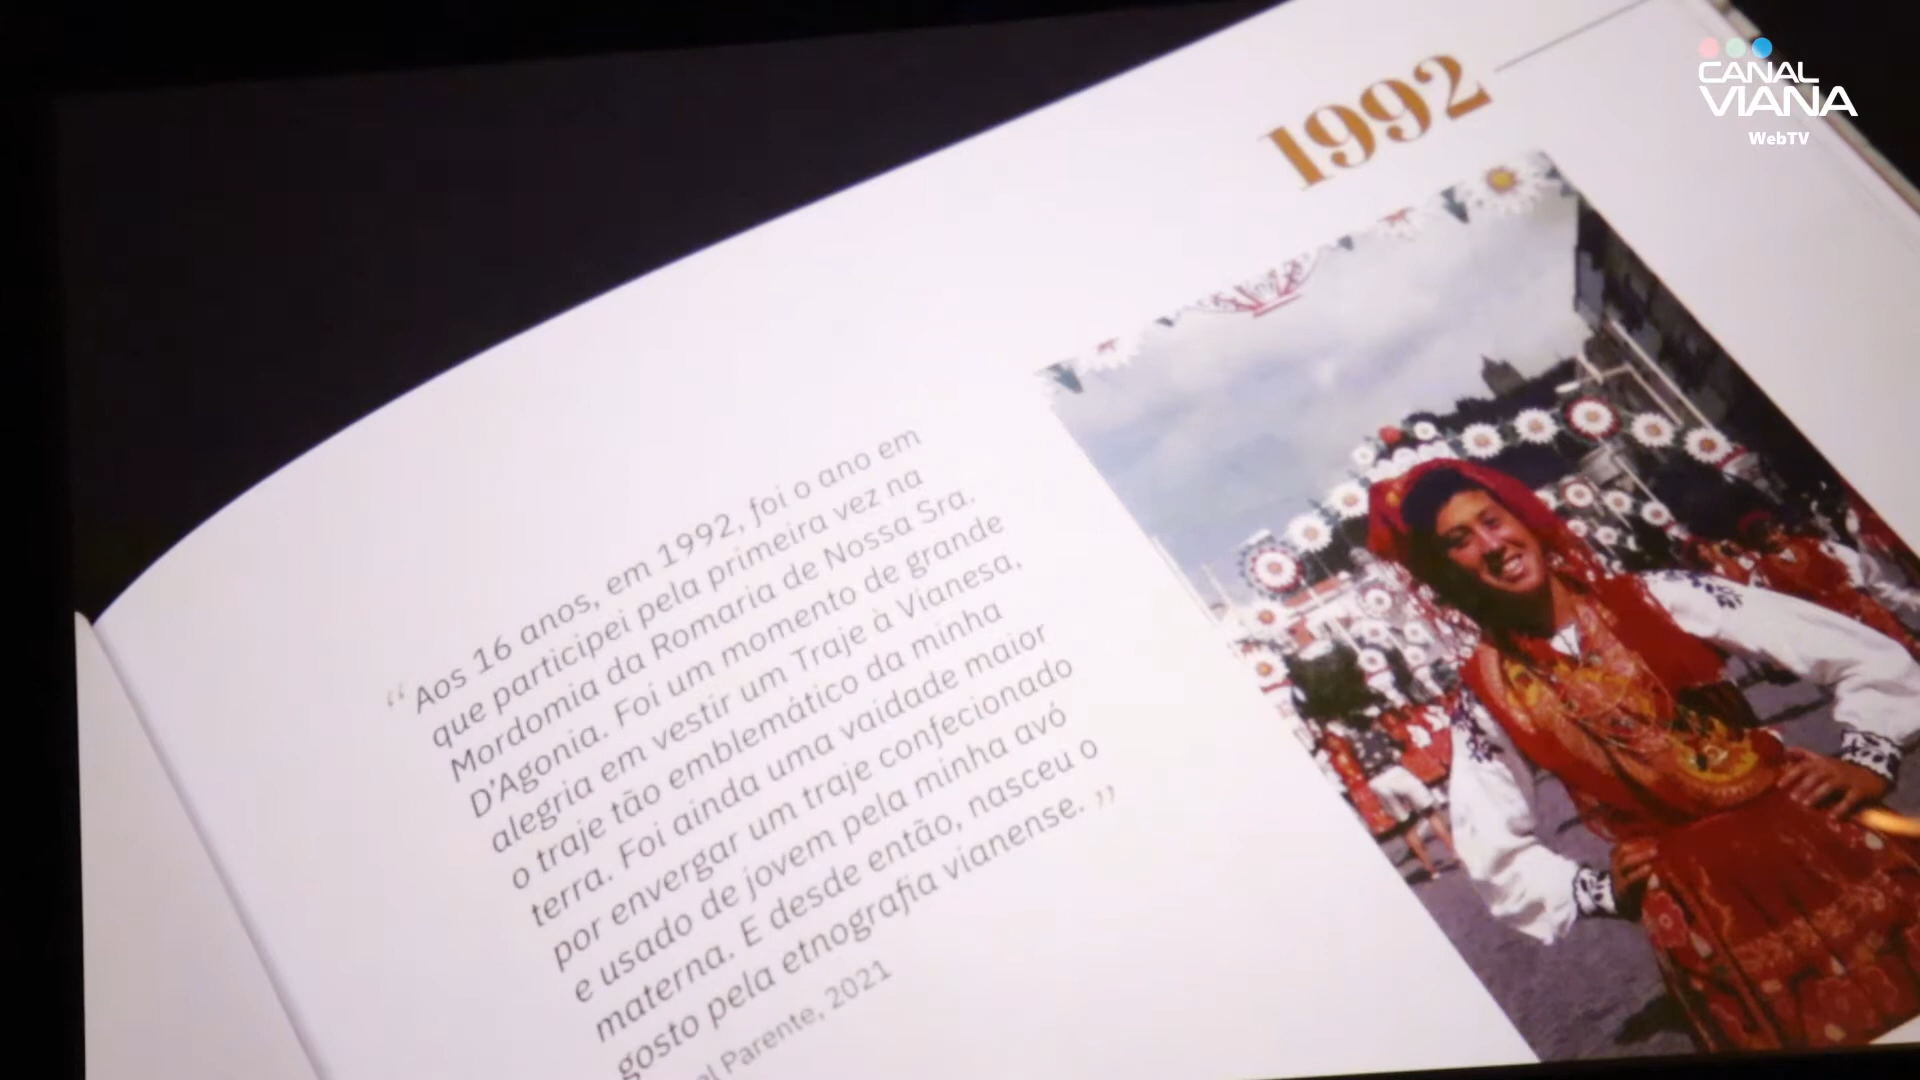 CANAL
VIANA
WebTV
1992
“Aos 16 anos, em 1992, foi o ano em
que participei pela primeira vez na
Mordomia da Romaria de Nossa Sra.
D'Agonia. Foi um momento de grande
alegria em vestir um Traje à Vianesa,
o traje tão emblemático da minha
terra. Foi ainda uma vaidade maior
por envergar um traje confecionado
e usado de jovem pela minha avó
materna. E desde então, nasceu o
gosto pela etnografia vianense.”
Parente, 2021